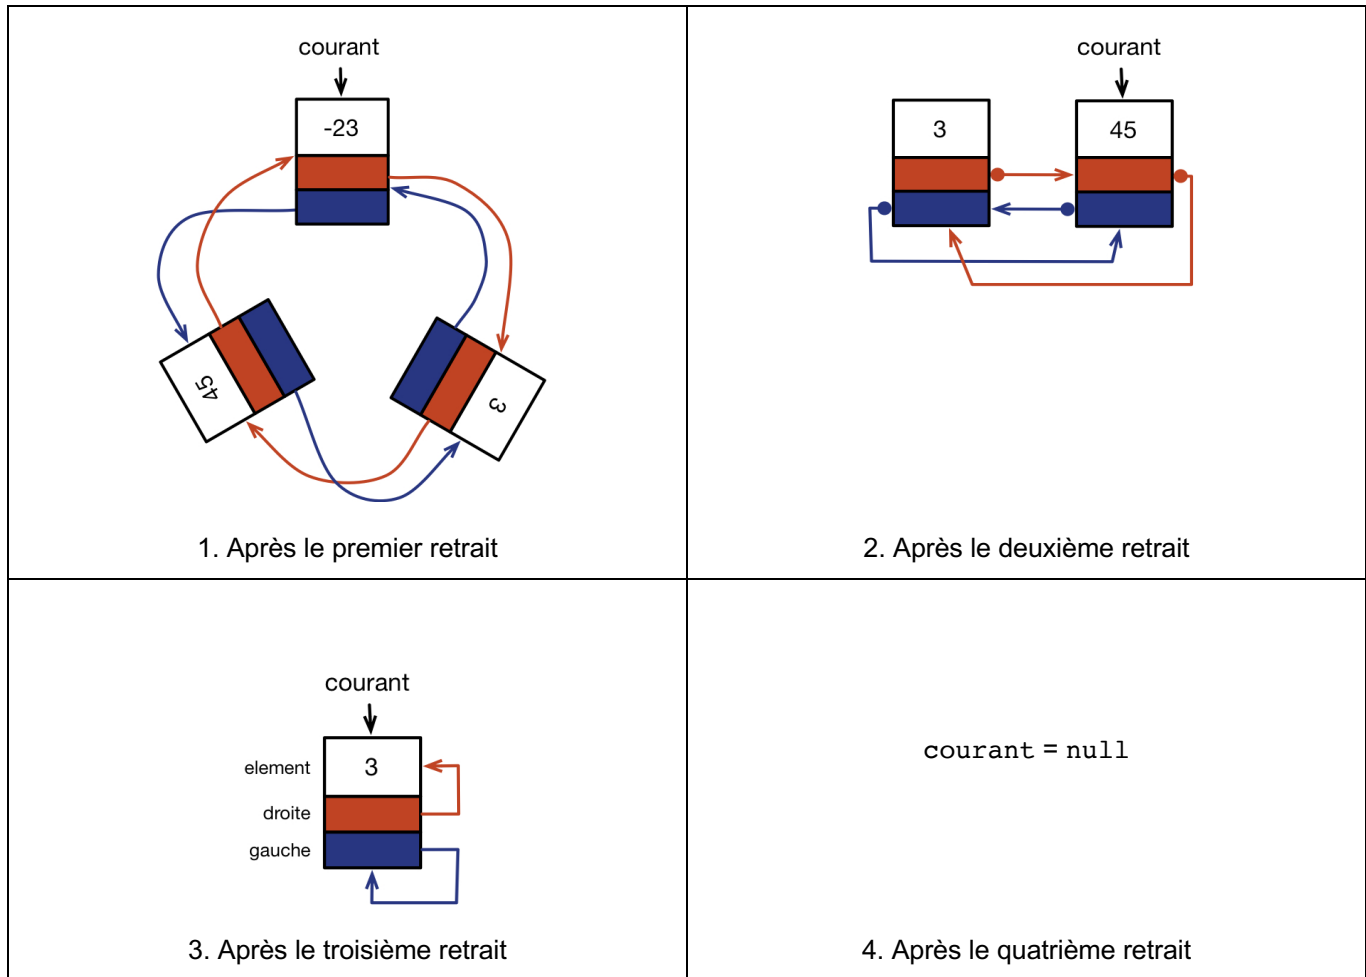 courant
-23
45
3
1. Après le premier retrait
courant
3
45
2. Après le deuxième retrait
courant
element
3
droite
gauche
3. Après le troisième retrait
courant = null
4. Après le quatrième retrait